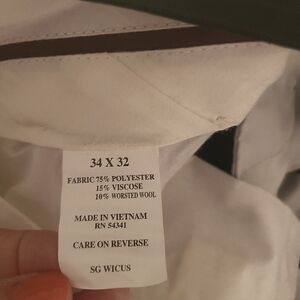 34 X 32
FABRIC 75% POLYESTER
15% VISCOSE
10% WORSTED WOOL
MADE IN VIETNAM
RN 54341
CARE ON REVERSE
SG WICUS